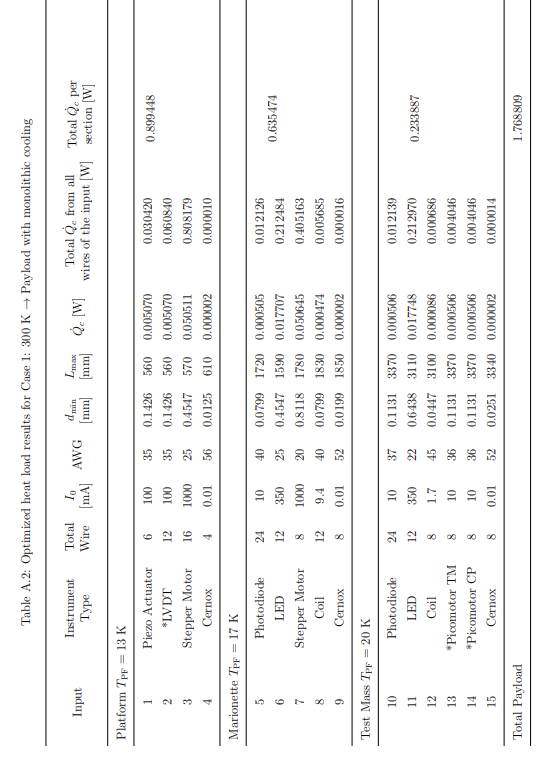 Table A.2: Optimized heat load results for Case 1: 300 K → Payload with monolithic cooling
Input Instrument Type Total Wire I₀ [mA] AWG d_min [mm] L_max [mm] Q̇_c [W] Total Q̇_c from all wires of the input [W] Total Q̇_c per section [W]
Platform T_PF = 13 K
1 Piezo Actuator 6 100 35 0.1426 560 0.005070 0.030420 0.899448
2 *LVDT 12 100 35 0.1426 560 0.005070 0.060840
3 Stepper Motor 16 1000 25 0.4547 570 0.050511 0.808179
4 Cernox 4 0.01 56 0.0125 610 0.000002 0.000010
Marionette T_PF = 17 K
5 Photodiode 24 10 40 0.0799 1720 0.000505 0.012126
6 LED 12 350 25 0.4547 1590 0.017707 0.212484 0.635474
7 Stepper Motor 8 1000 20 0.8118 1780 0.050645 0.405163
8 Coil 12 9.4 40 0.0799 1830 0.000474 0.005685
9 Cernox 8 0.01 52 0.0199 1850 0.000002 0.000016
Test Mass T_PF = 20 K
10 Photodiode 24 10 37 0.1131 3370 0.000506 0.012139
11 LED 12 350 22 0.6438 3110 0.017748 0.212970 0.233887
12 Coil 8 1.7 45 0.0447 3100 0.000086 0.000686
13 *Picomotor TM 8 10 36 0.1131 3370 0.000506 0.004046
14 *Picomotor CP 8 10 36 0.1131 3370 0.000506 0.004046
15 Cernox 8 0.01 52 0.0251 3340 0.000002 0.000014
Total Payload 1.768809